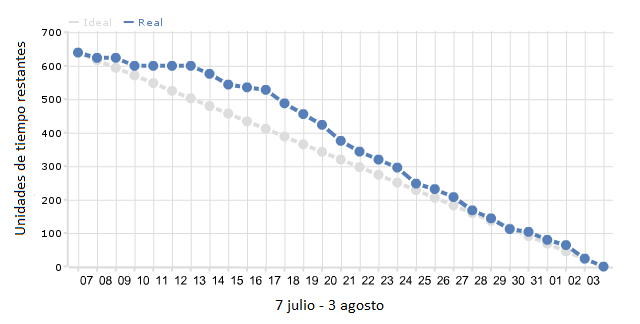 Ideal Real
700
600
500
400
300
200
100
0
Unidades de tiempo restantes
07 08 09 10 11 12 13 14 15 16 17 18 19 20 21 22 23 24 25 26 27 28 29 30 31 01 02 03
7 julio - 3 agosto